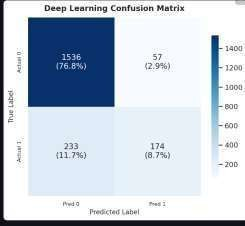 Deep Learning Confusion Matrix
True Label
Actual 0
1536
(76.8%)
57
(2.9%)
Actual 1
233
(11.7%)
174
(8.7%)
Pred 0
Pred 1
Predicted Label
1400
1200
1000
800
600
400
200